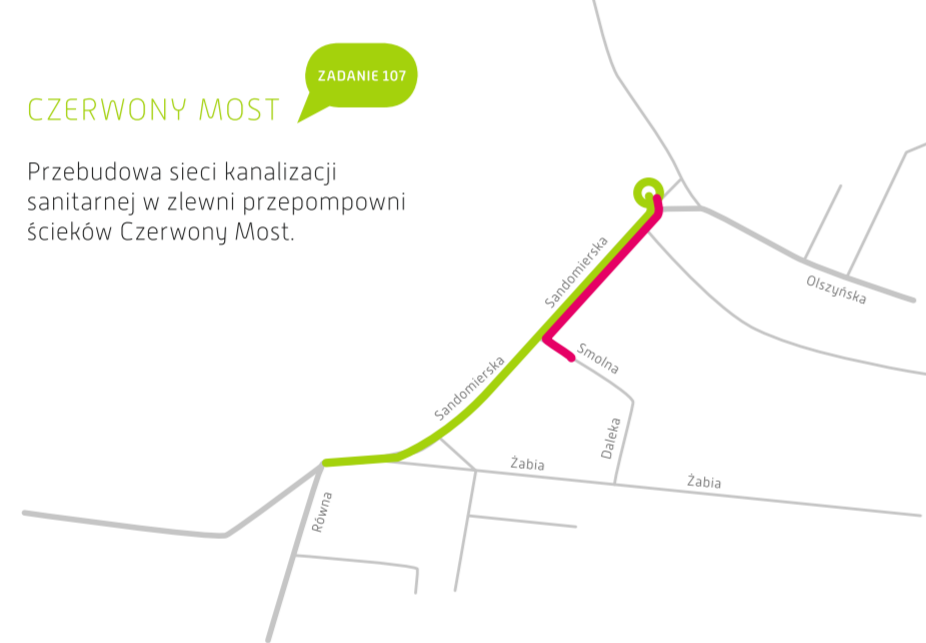 ZADANIE 107
CZERWONY MOST
Przebudowa sieci kanalizacji
sanitarnej w zlewni przepompowni
ścieków Czerwony Most.
Sandomierska
Olszyńska
Smolna
Sandomierska
Daleka
Żabia
Żabia
Równa